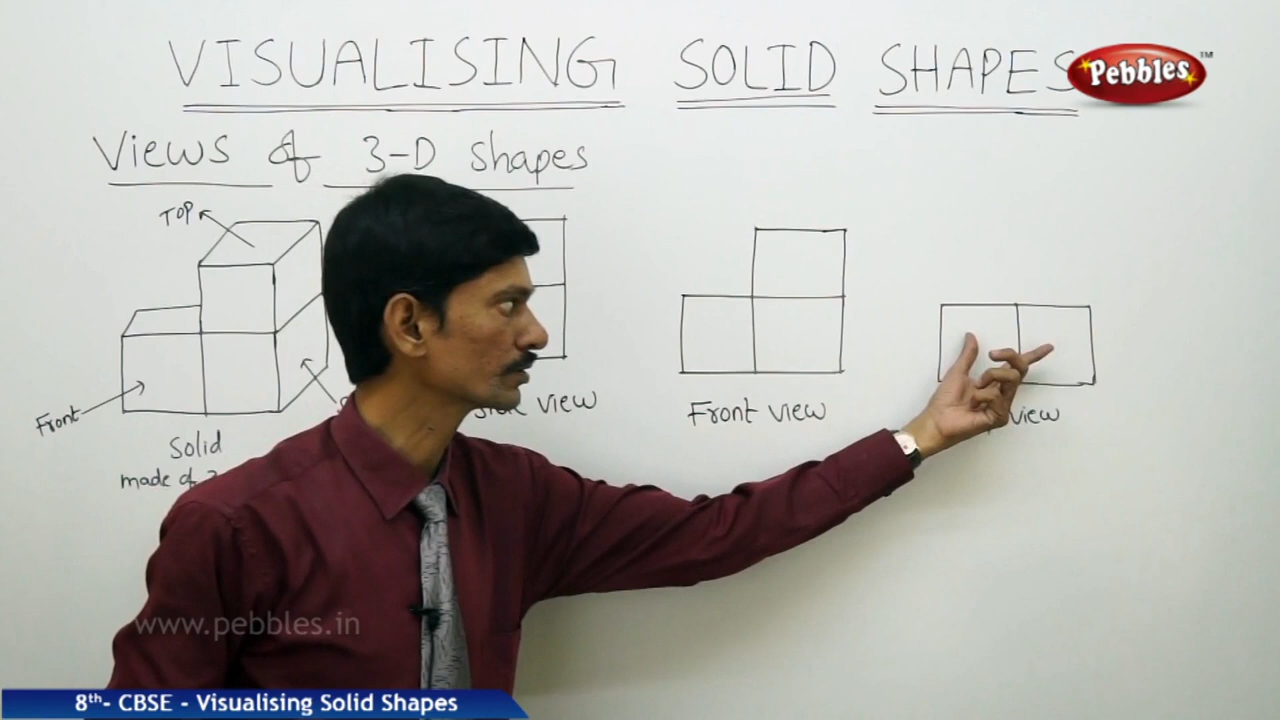 VISUALISING SOLID SHAPES
Pebbles™
Views of 3-D shapes
TOP
Front
Solid
made of
view
Front view
view
www.pebbles.in
8th- CBSE - Visualising Solid Shapes